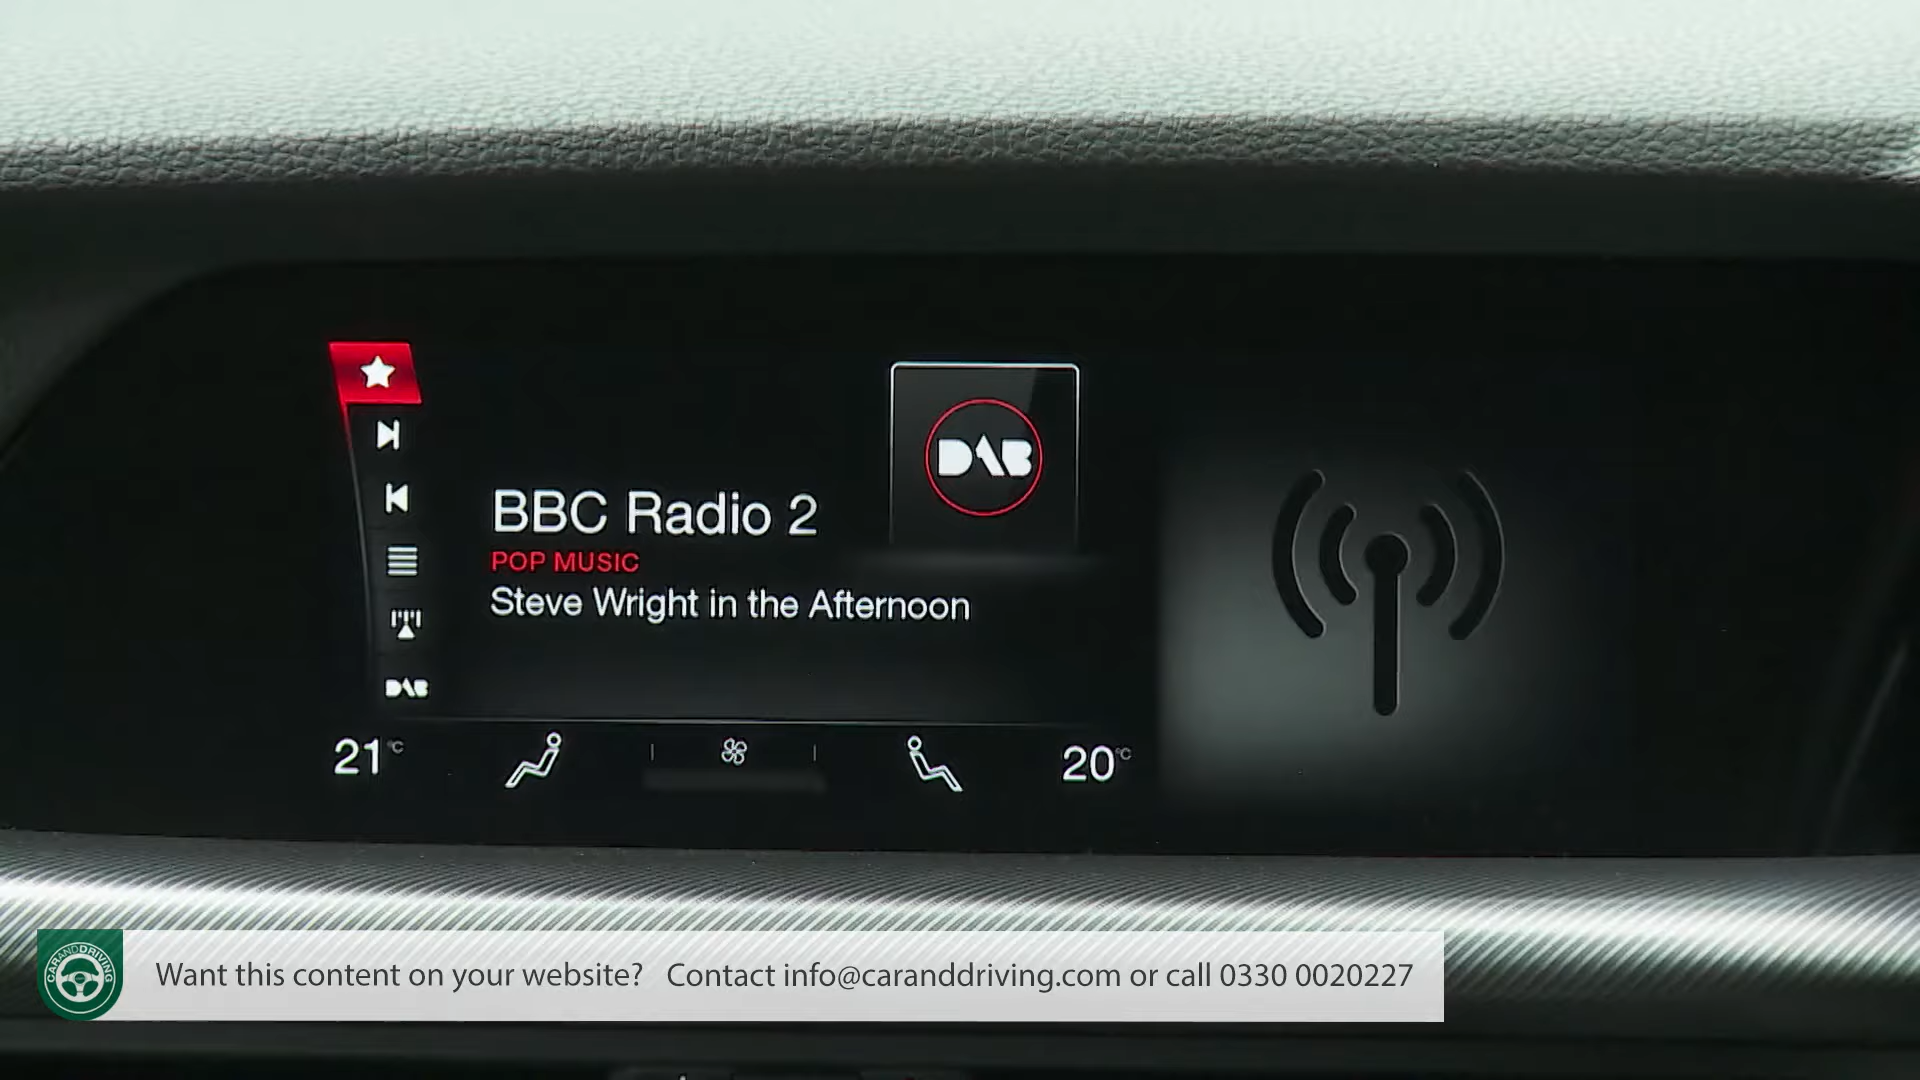 DAB
BBC Radio 2
POP MUSIC
Steve Wright in the Afternoon
DAB
21°C
20°C
CARANDDRIVING
Want this content on your website? Contact info@caranddriving.com or call 0330 0020227